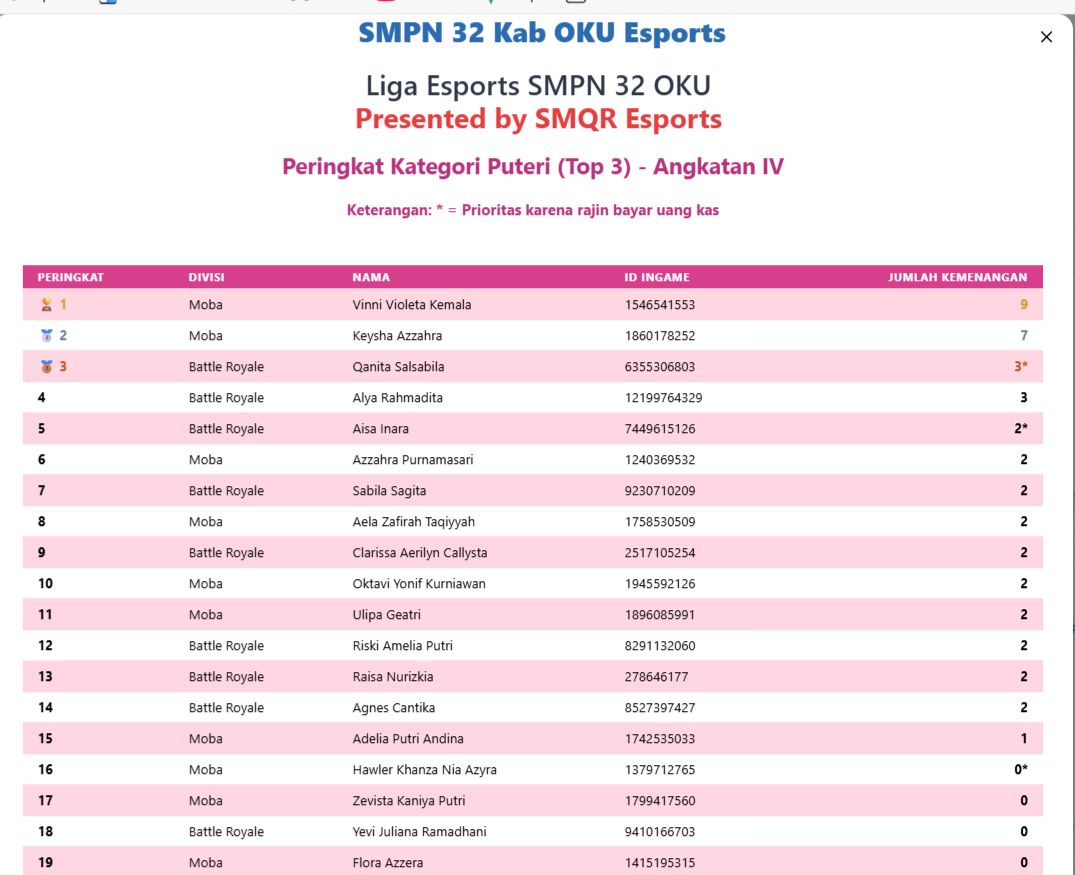 SMPN 32 Kab OKU Esports
Liga Esports SMPN 32 OKU
Presented by SMQR Esports
Peringkat Kategori Puteri (Top 3) - Angkatan IV
Keterangan: * = Prioritas karena rajin bayar uang kas
PERINGKAT DIVISI NAMA ID INGAME JUMLAH KEMENANGAN
1 Moba Vinni Violeta Kemala 1546541553 9
2 Moba Keysha Azzahra 1860178252 7
3 Battle Royale Qanita Salsabila 6355306803 3*
4 Battle Royale Alya Rahmadita 12199764329 3
5 Battle Royale Aisa Inara 7449615126 2*
6 Moba Azzahra Purnamasari 1240369532 2
7 Battle Royale Sabila Sagita 9230710209 2
8 Moba Aela Zafirah Taqiyyah 1758530509 2
9 Battle Royale Clarissa Aerilyn Callysta 2517105254 2
10 Moba Oktavi Yonif Kurniawan 1945592126 2
11 Moba Ulipa Geatri 1896085991 2
12 Battle Royale Riski Amelia Putri 8291132060 2
13 Battle Royale Raisa Nurizkia 278646177 2
14 Battle Royale Agnes Cantika 8527397427 2
15 Moba Adelia Putri Andina 1742535033 1
16 Moba Hawler Khanza Nia Azyra 1379712765 0*
17 Moba Zevista Kaniya Putri 1799417560 0
18 Battle Royale Yevi Juliana Ramadhani 9410166703 0
19 Moba Flora Azzera 1415195315 0